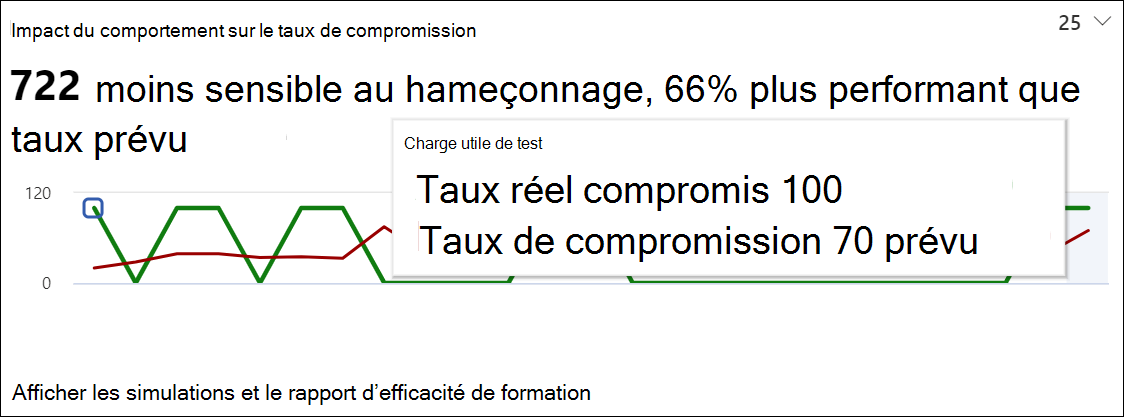 Impact du comportement sur le taux de compromission
25
722 moins sensible au hameçonnage, 66% plus performant que
taux prévu
Charge utile de test
Taux réel compromis 100
Taux de compromission 70 prévu
120
0
Afficher les simulations et le rapport d’efficacité de formation